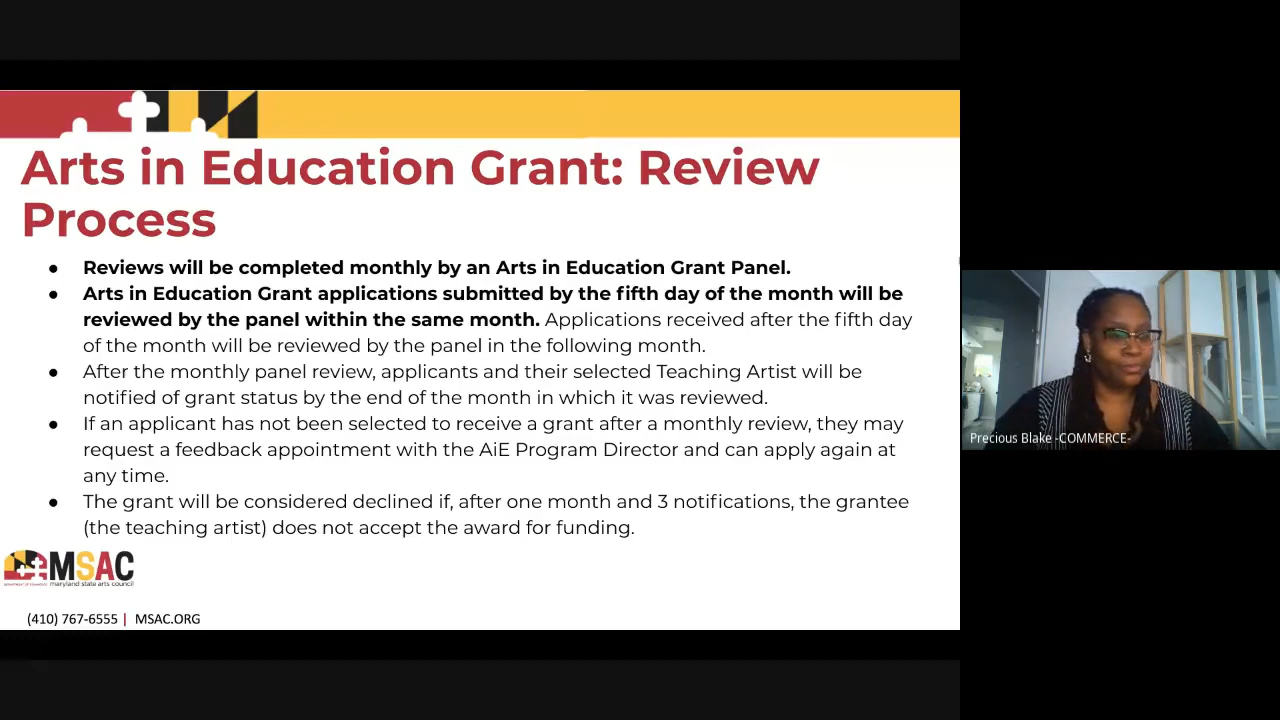 Arts in Education Grant: Review
Process
● Reviews will be completed monthly by an Arts in Education Grant Panel.
● Arts in Education Grant applications submitted by the fifth day of the month will be
reviewed by the panel within the same month. Applications received after the fifth day
of the month will be reviewed by the panel in the following month.
● After the monthly panel review, applicants and their selected Teaching Artist will be
notified of grant status by the end of the month in which it was reviewed.
● If an applicant has not been selected to receive a grant after a monthly review, they may
request a feedback appointment with the AiE Program Director and can apply again at
any time.
● The grant will be considered declined if, after one month and 3 notifications, the grantee
(the teaching artist) does not accept the award for funding.
MSAC
maryland state arts council
(410) 767-6555 | MSAC.ORG
Precious Blake -COMMERCE-